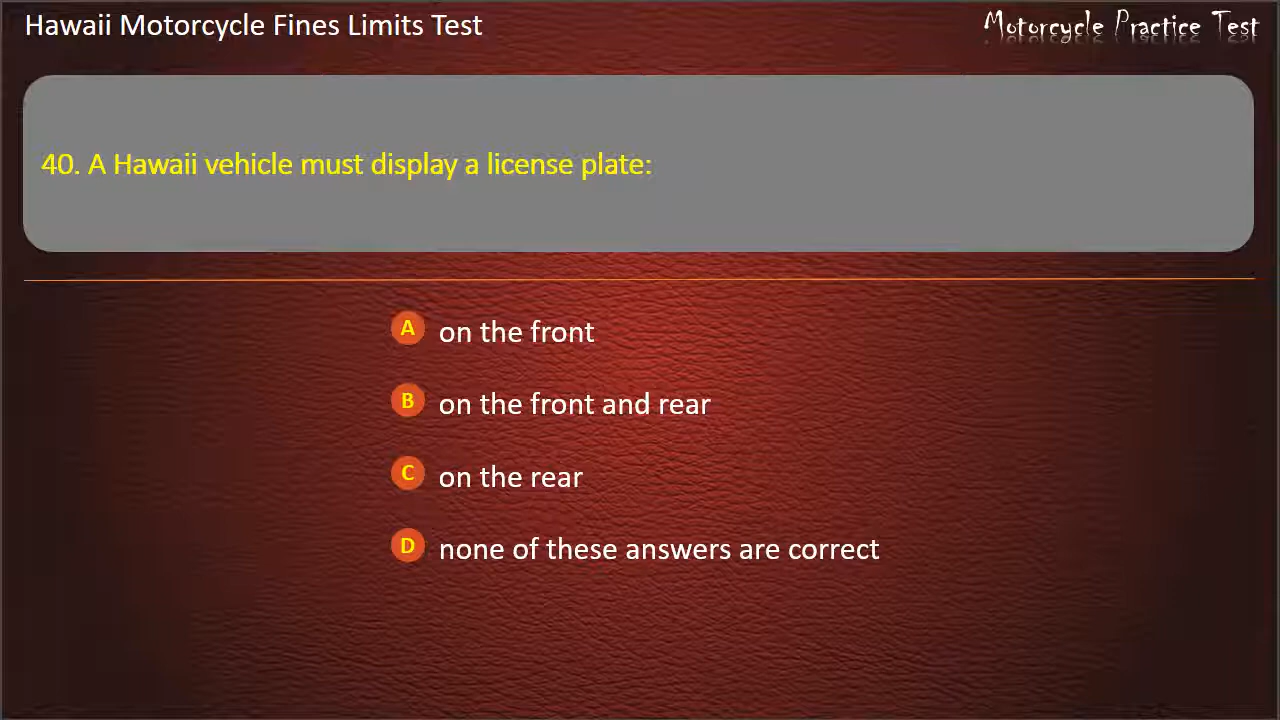 Hawaii Motorcycle Fines Limits Test
Motorcycle Practice Test
40. A Hawaii vehicle must display a license plate:
A on the front
B on the front and rear
C on the rear
D none of these answers are correct